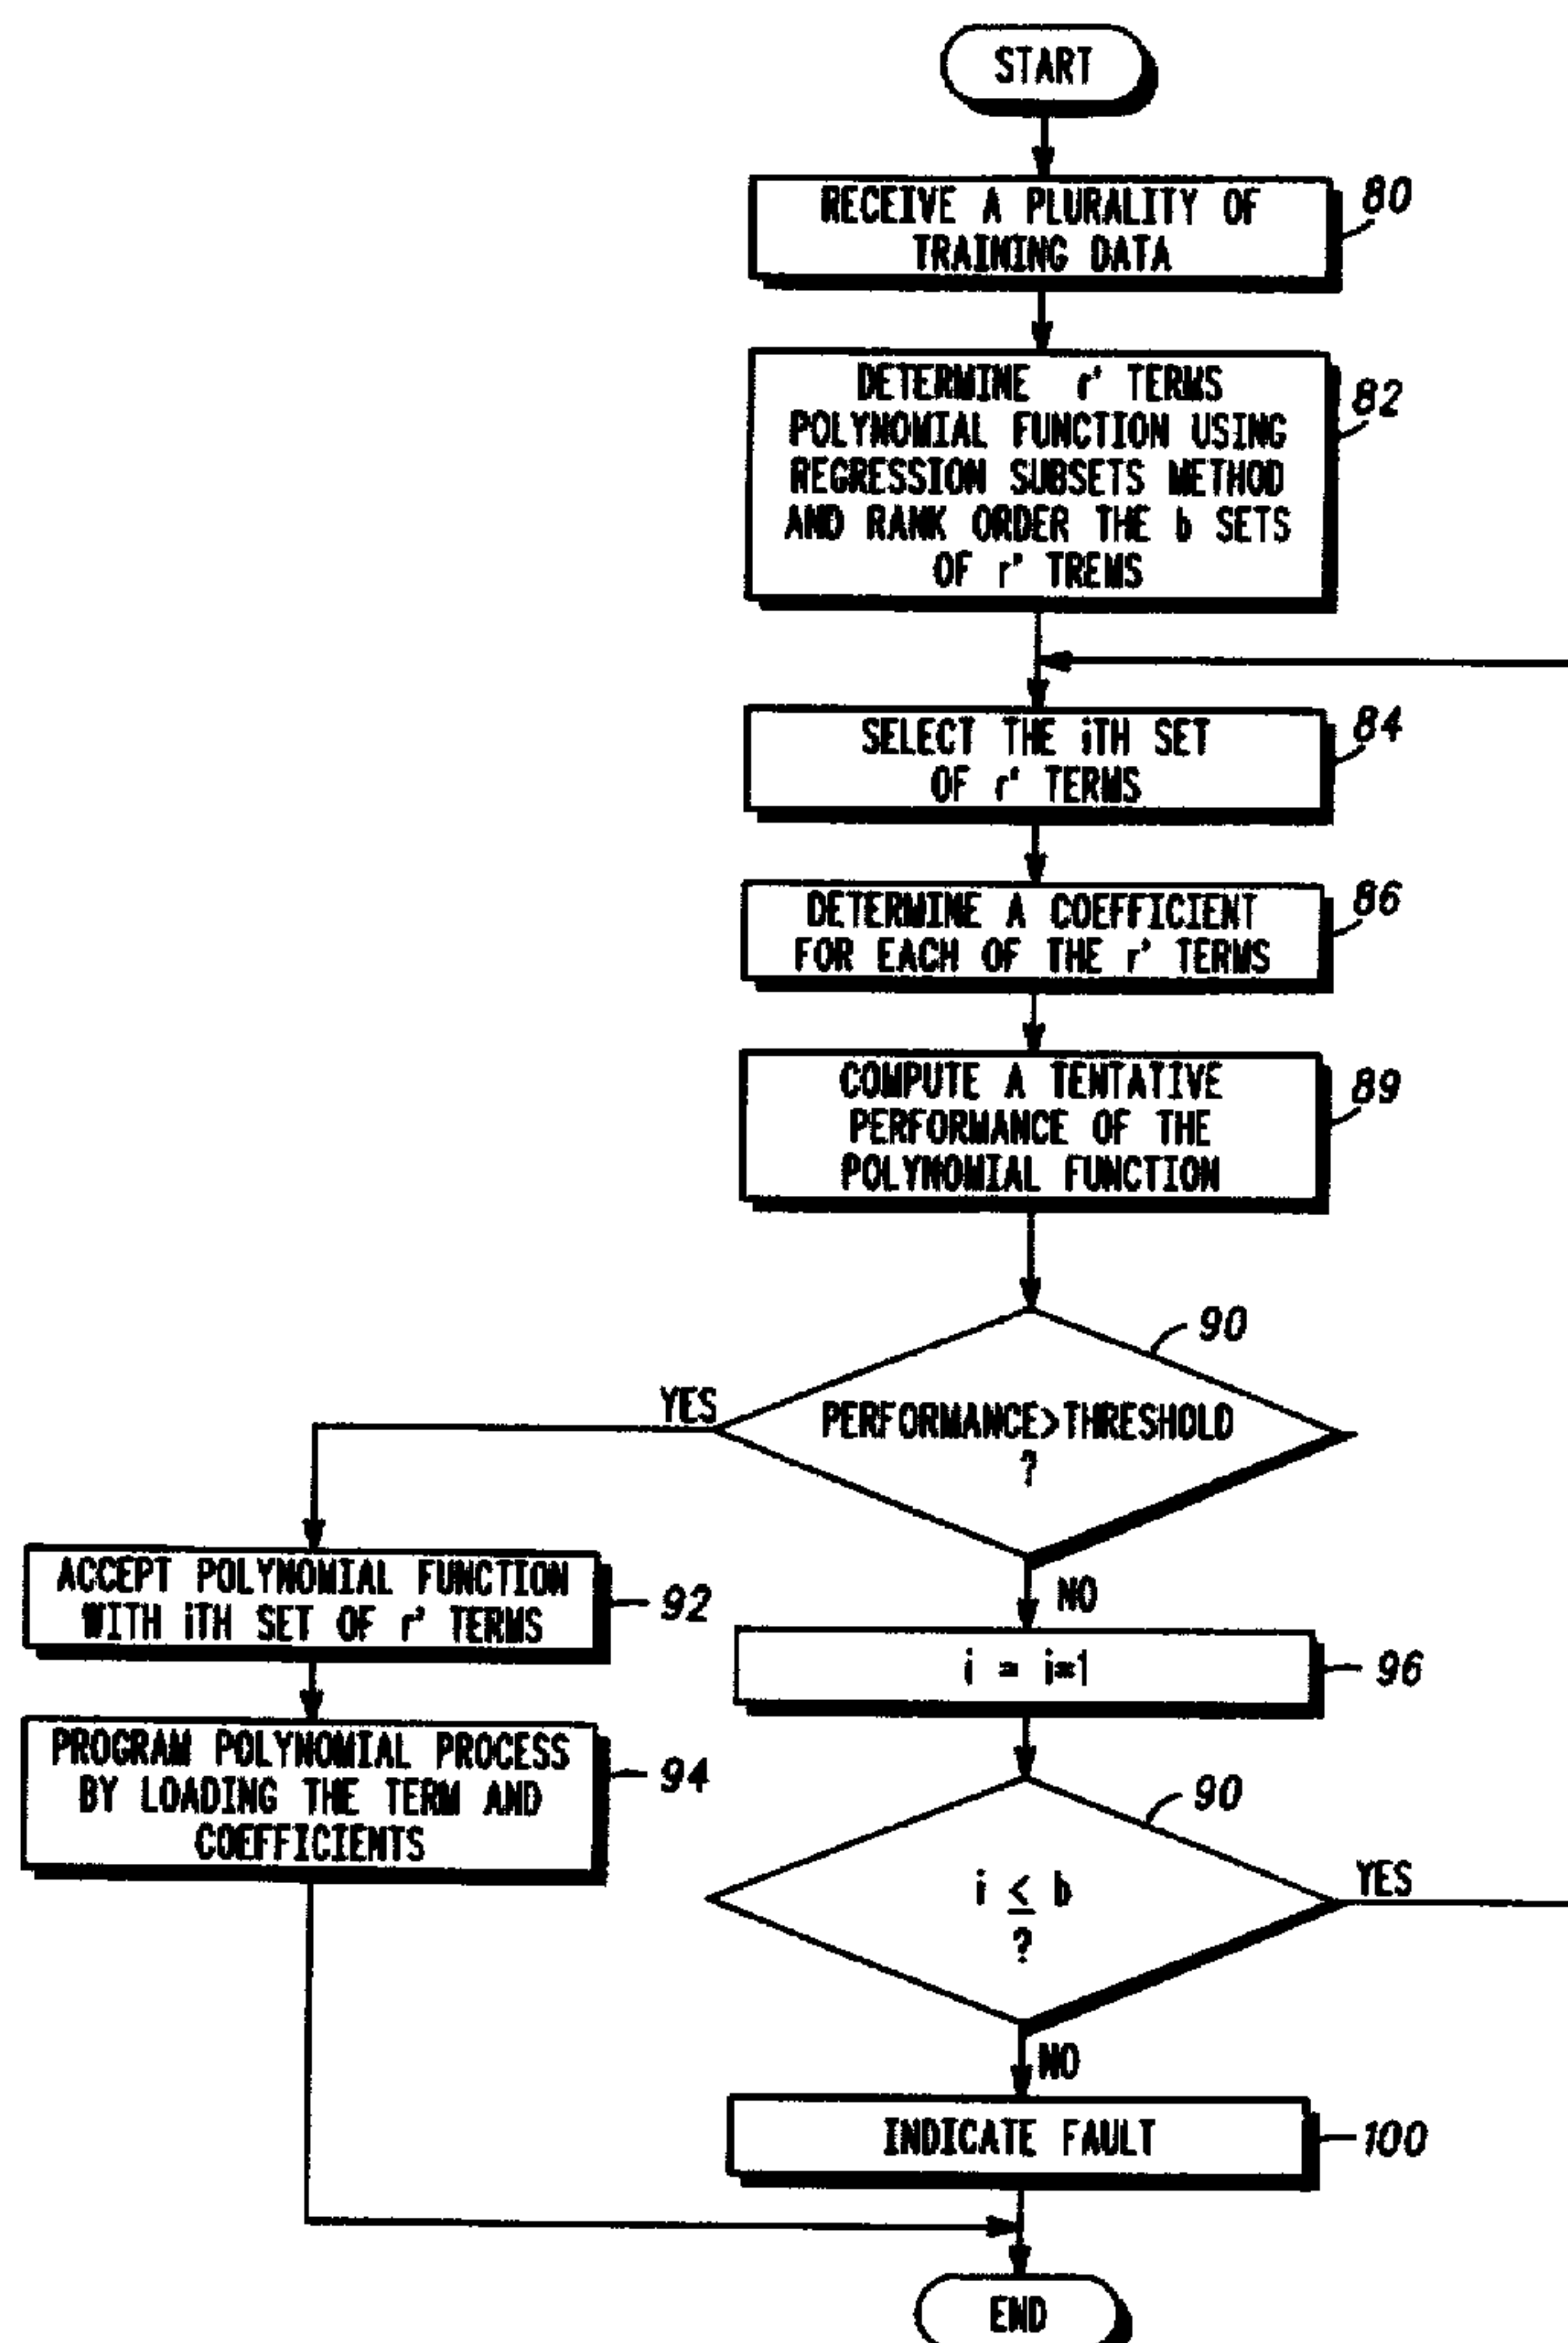 START
RECEIVE A PLURALITY OF
TRAINING DATA
80
DETERMINE r' TERMS
POLYNOMIAL FUNCTION USING
REGRESSION SUBSETS METHOD
AND RANK ORDER THE b SETS
OF r' TREMS
82
SELECT THE iTH SET
OF r' TERMS
84
DETERMINE A COEFFICIENT
FOR EACH OF THE r' TERMS
86
COMPUTE A TENTATIVE
PERFORMANCE OF THE
POLYNOMIAL FUNCTION
89
90
PERFORMANCE>THRESHOLD
?
YES
NO
ACCEPT POLYNOMIAL FUNCTION
WITH iTH SET OF r' TERMS
92
PROGRAM POLYNOMIAL PROCESS
BY LOADING THE TERM AND
COEFFICIENTS
94
i = i=1
96
90
i ≤ b
?
YES
NO
INDICATE FAULT
100
END